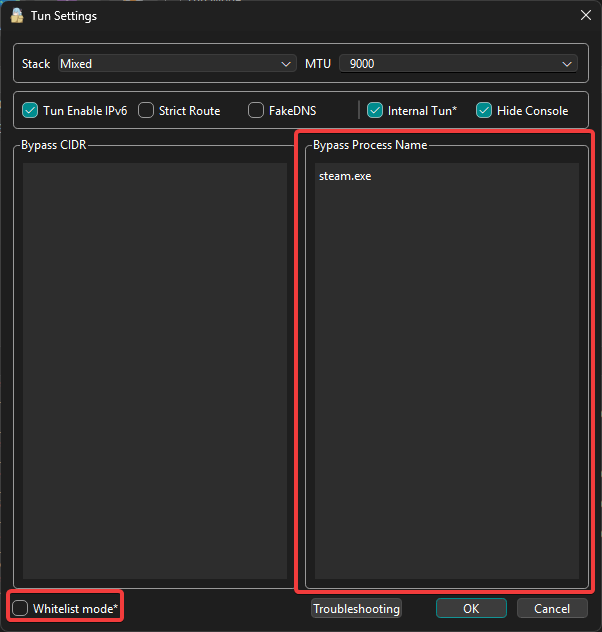 Tun Settings
Stack Mixed MTU 9000
Tun Enable IPv6 Strict Route FakeDNS Internal Tun* Hide Console
Bypass CIDR
Bypass Process Name
steam.exe
Whitelist mode*
Troubleshooting OK Cancel